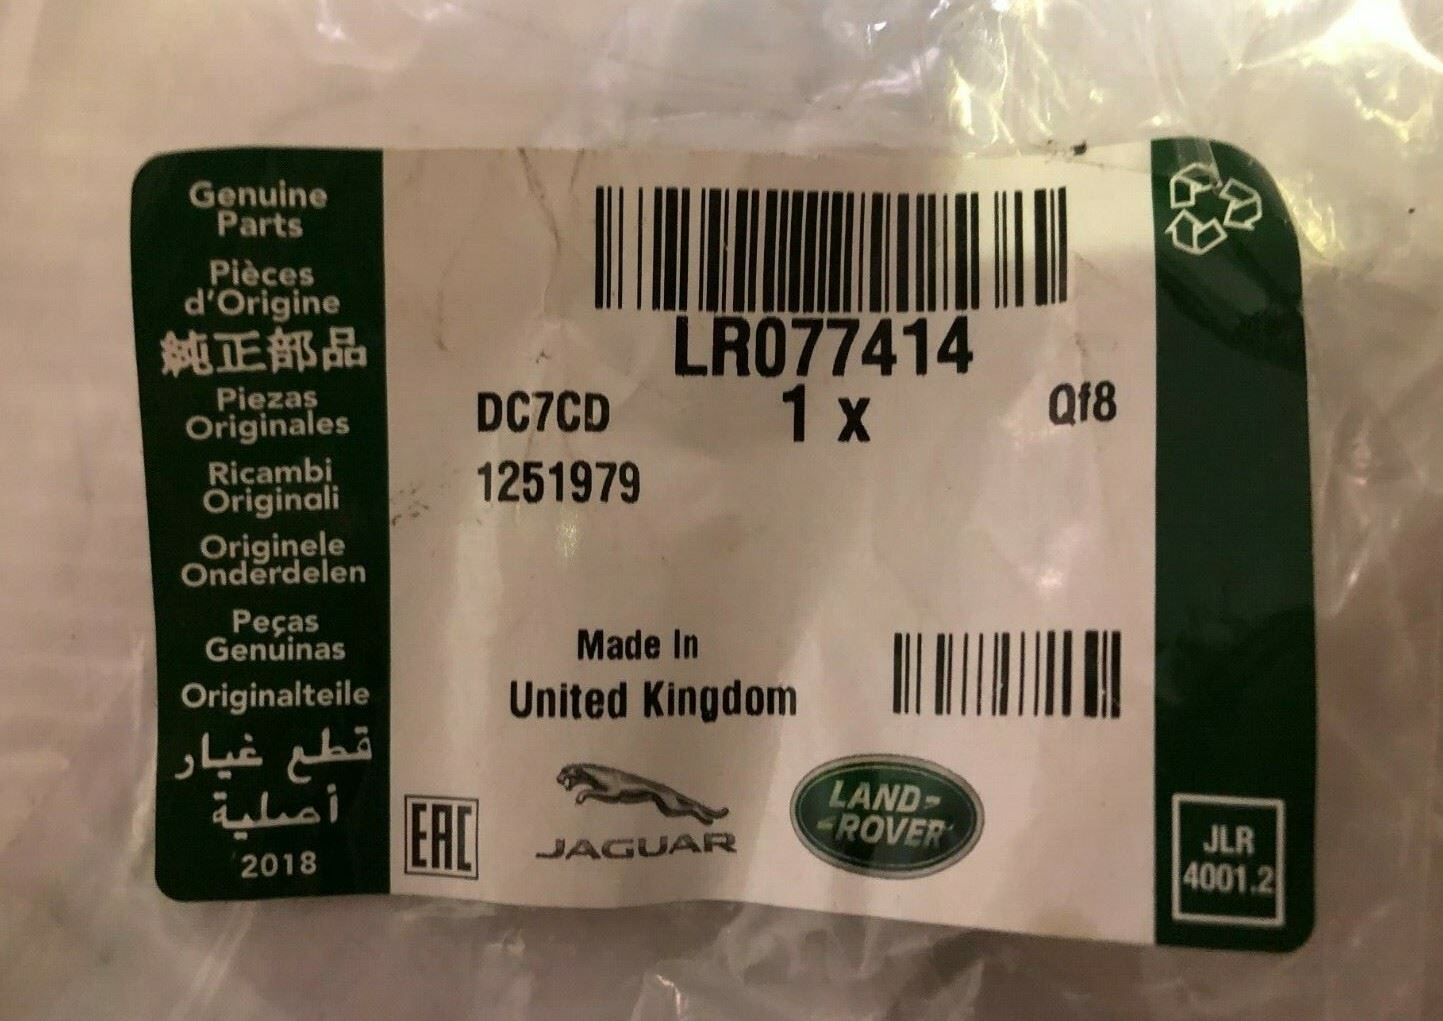 Genuine
Parts
Pièces
d'Origine
純正部品
Piezas
Originales
Ricambi
Originali
Originele
Onderdelen
Peças
Genuinas
Originalteile
قطع غيار
أصلية
2018
LR077414
DC7CD
1 x
Qf8
1251979
Made In
United Kingdom
EAC
JAGUAR
LAND-
-ROVER
JLR
4001.2